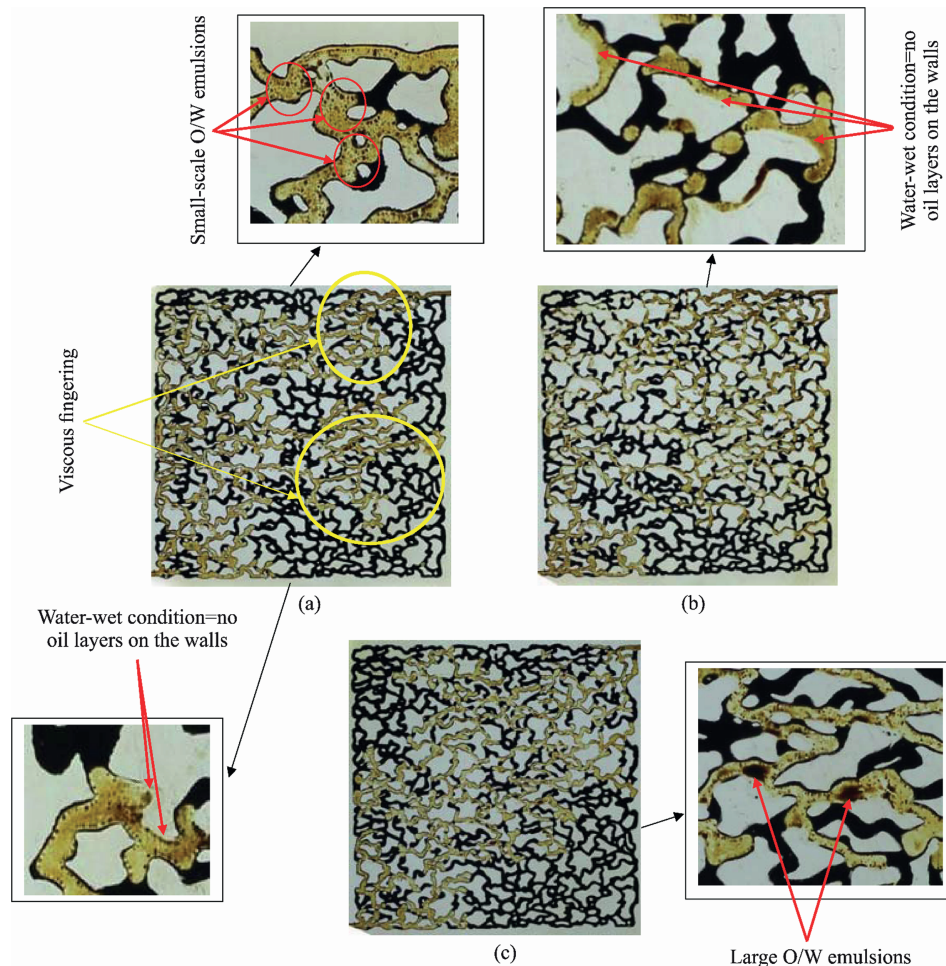 Small-scale O/W emulsions
Water-wet condition=no
oil layers on the walls
Viscous fingering
(a)
(b)
Water-wet condition=no
oil layers on the walls
(c)
Large O/W emulsions